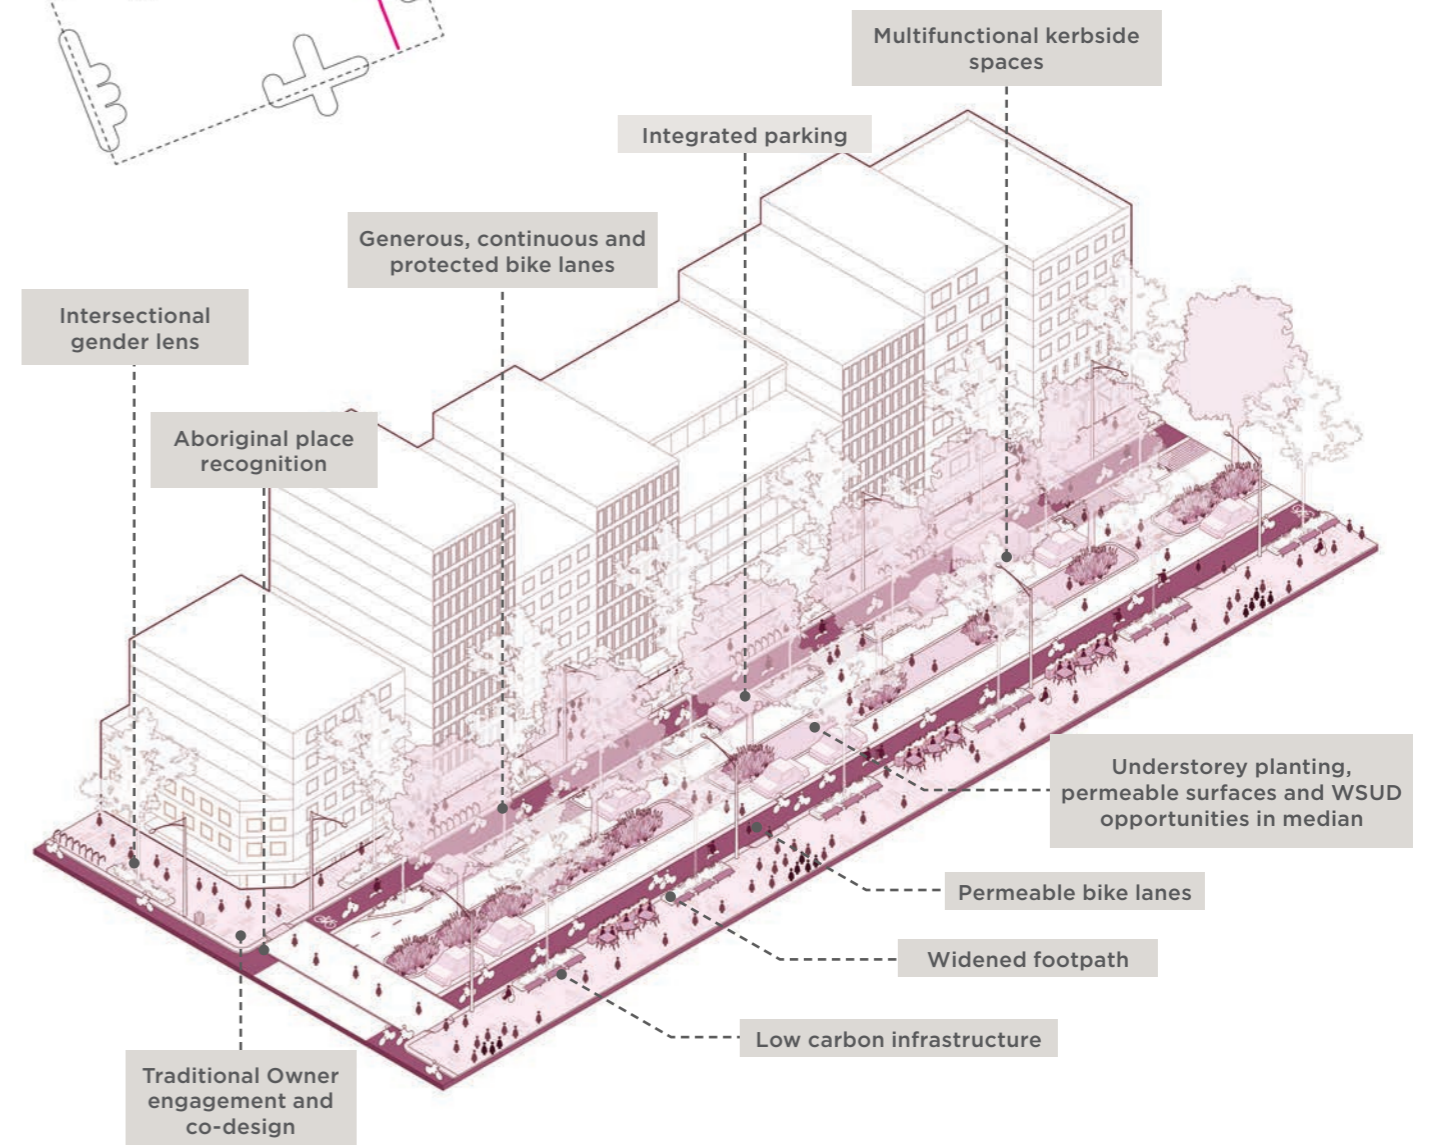 Multifunctional kerbside
spaces
Integrated parking
Generous, continuous and
protected bike lanes
Intersectional
gender lens
Aboriginal place
recognition
Understorey planting,
permeable surfaces and WSUD
opportunities in median
Permeable bike lanes
Widened footpath
Low carbon infrastructure
Traditional Owner
engagement and
co-design